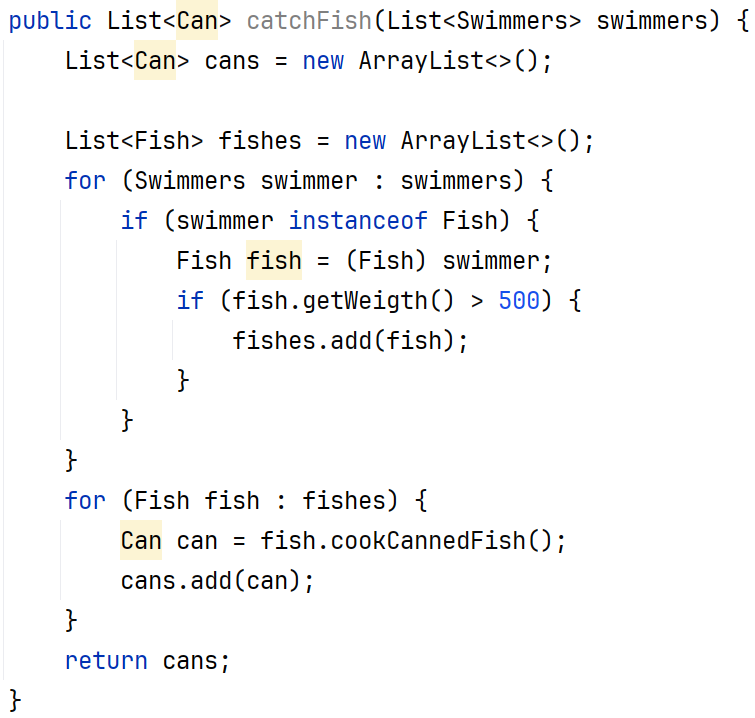 public List<Can> catchFish(List<Swimmers> swimmers) {
    List<Can> cans = new ArrayList<>();

    List<Fish> fishes = new ArrayList<>();
    for (Swimmers swimmer : swimmers) {
        if (swimmer instanceof Fish) {
            Fish fish = (Fish) swimmer;
            if (fish.getWeigth() > 500) {
                fishes.add(fish);
            }
        }
    }
    for (Fish fish : fishes) {
        Can can = fish.cookCannedFish();
        cans.add(can);
    }
    return cans;
}